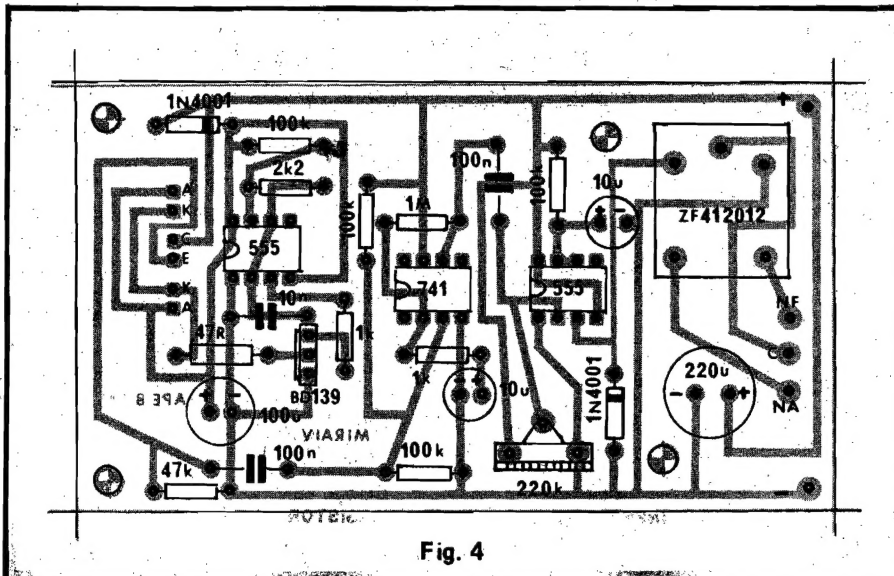 1N4001
+
100k
2k2
100n
100k
10u
+ -
ZF412012
A
K
C
E
K
A
555
100k
1M
741
555
10n
47R
1k
1k
NF
C
NA
+ -
100u
BD139
+ -
10u
1N4001
220u
- +
APE 8
MIRAIV
100n
47k
100k
220k
-
Fig. 4